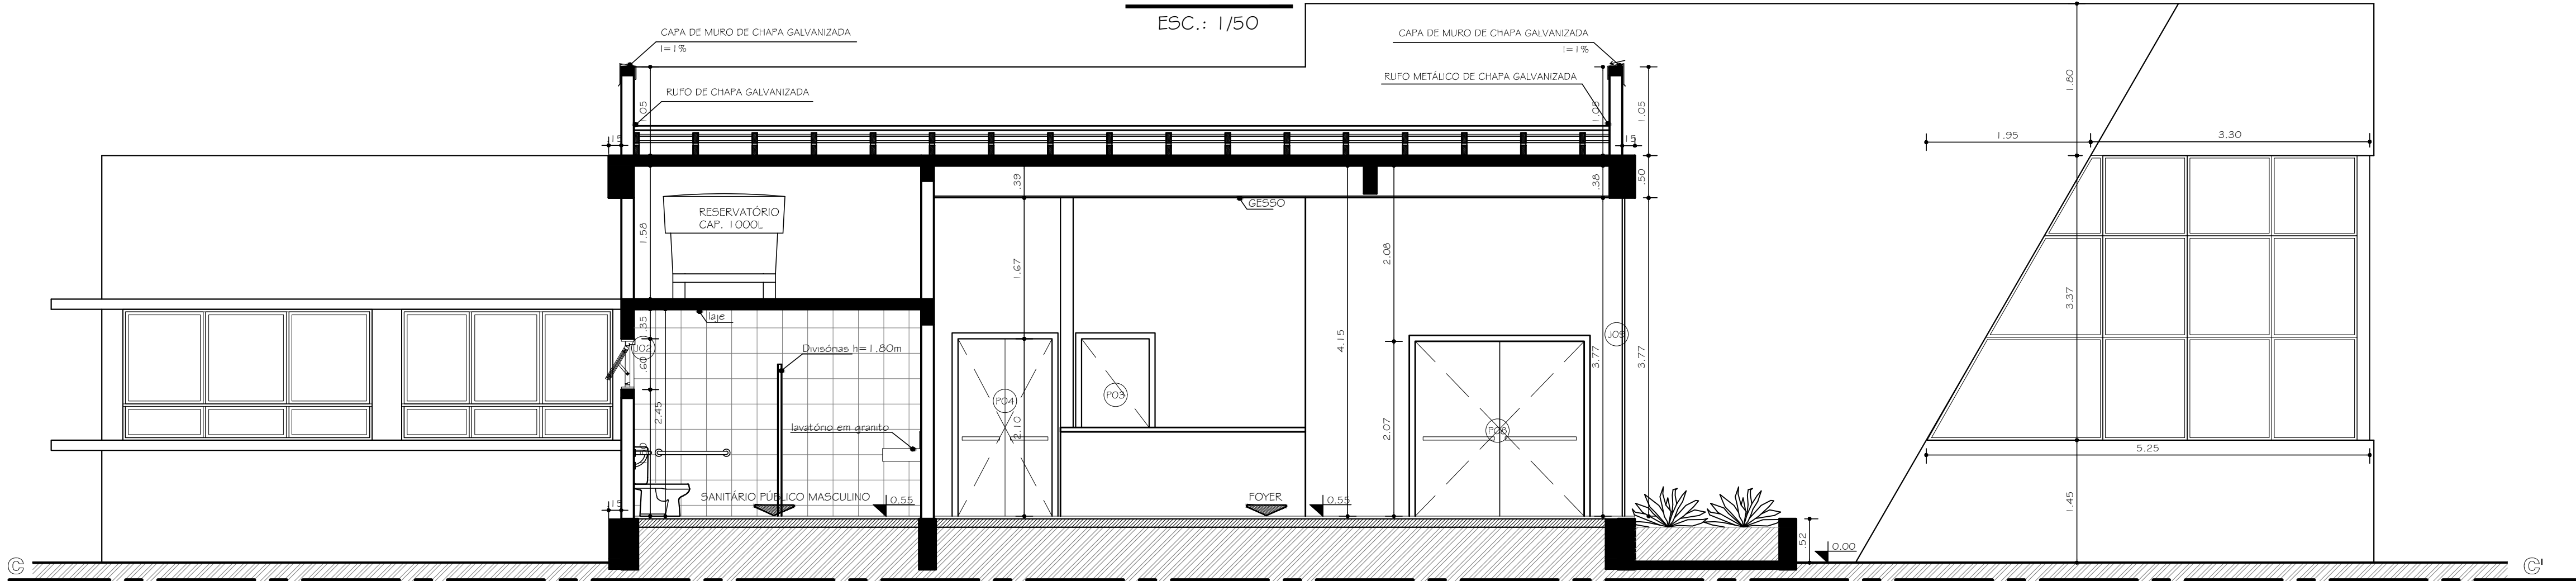 ESC.: 1/50
CAPA DE MURO DE CHAPA GALVANIZADA
I=1%
CAPA DE MURO DE CHAPA GALVANIZADA
I=1%
RUFO DE CHAPA GALVANIZADA
RUFO METÁLICO DE CHAPA GALVANIZADA
1.05
1.05
1.05
1.80
15
15
1.95
3.30
.39
.38
.50
RESERVATÓRIO
CAP. 1000L
GESSO
1.58
1.67
2.08
3.37
laje
.35
J02
Divisórias h=1.80m
.60
4.15
3.77
J05
3.77
P04
P03
2.45
lavatório em granito
2.10
2.07
5.25
SANITÁRIO PÚBLICO MASCULINO
0.55
FOYER
0.55
15
1.45
.52
0.00
C
C'